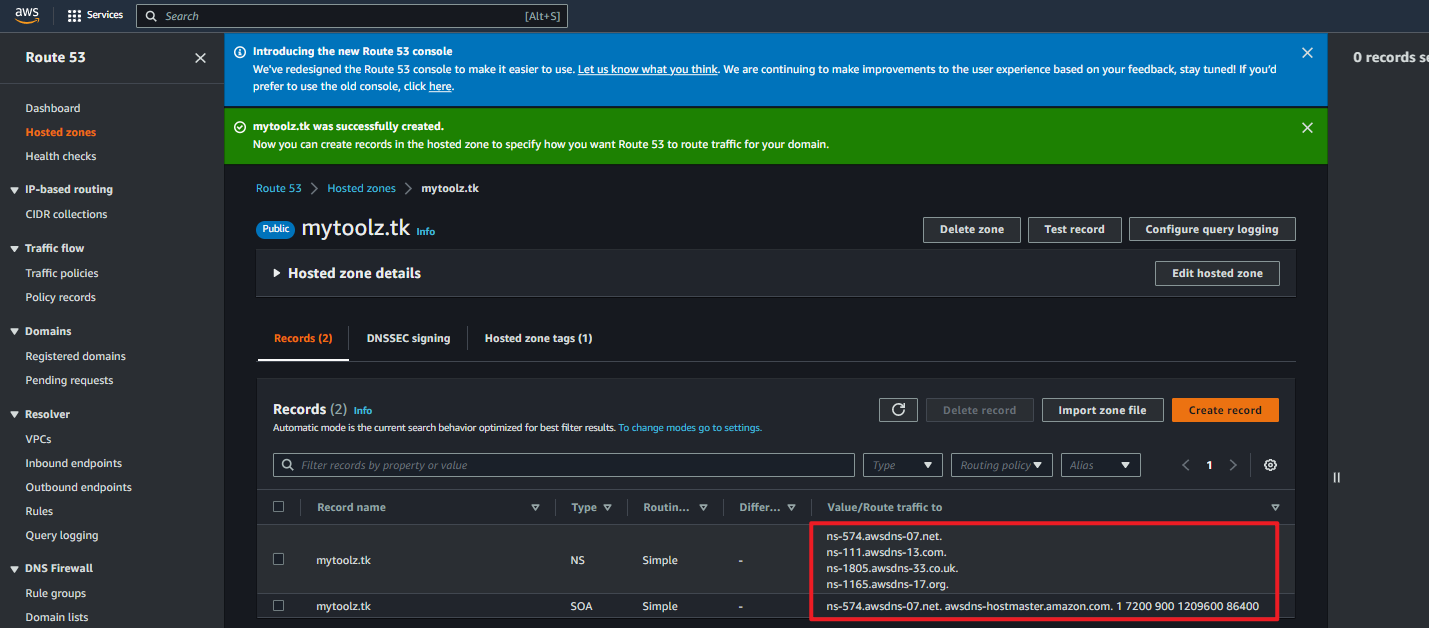 aws
Services
Search
[Alt+S]
Route 53
Dashboard
Hosted zones
Health checks
IP-based routing
CIDR collections
Traffic flow
Traffic policies
Policy records
Domains
Registered domains
Pending requests
Resolver
VPCs
Inbound endpoints
Outbound endpoints
Rules
Query logging
DNS Firewall
Rule groups
Domain lists
Introducing the new Route 53 console
We've redesigned the Route 53 console to make it easier to use. Let us know what you think. We are continuing to make improvements to the user experience based on your feedback, stay tuned! If you'd
prefer to use the old console, click here.
mytoolz.tk was successfully created.
Now you can create records in the hosted zone to specify how you want Route 53 to route traffic for your domain.
Route 53 > Hosted zones > mytoolz.tk
Public mytoolz.tk Info
Delete zone
Test record
Configure query logging
Hosted zone details
Edit hosted zone
Records (2)
DNSSEC signing
Hosted zone tags (1)
Records (2) Info
Automatic mode is the current search behavior optimized for best filter results. To change modes go to settings.
Delete record
Import zone file
Create record
Filter records by property or value
Type
Routing policy
Alias
1
Record name
Type
Routin...
Differ...
Value/Route traffic to
mytoolz.tk
NS
Simple
-
ns-574.awsdns-07.net.
ns-111.awsdns-13.com.
ns-1805.awsdns-33.co.uk.
ns-1165.awsdns-17.org.
mytoolz.tk
SOA
Simple
-
ns-574.awsdns-07.net. awsdns-hostmaster.amazon.com. 1 7200 900 1209600 86400
0 records se